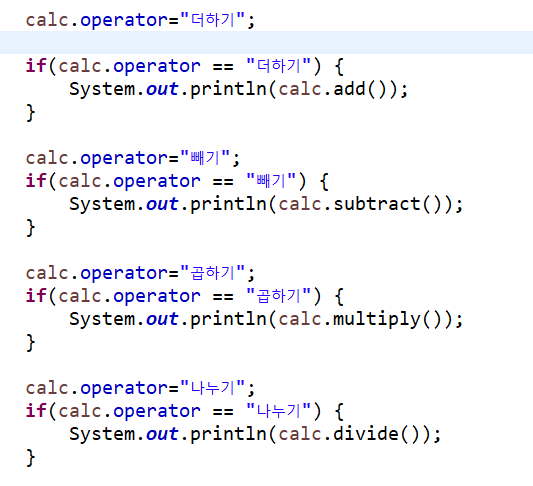 calc.operator="더하기";
if(calc.operator == "더하기") {
System.out.println(calc.add());
}
calc.operator="빼기";
if(calc.operator == "빼기") {
System.out.println(calc.subtract());
}
calc.operator="곱하기";
if(calc.operator == "곱하기") {
System.out.println(calc.multiply());
}
calc.operator="나누기";
if(calc.operator == "나누기") {
System.out.println(calc.divide());
}